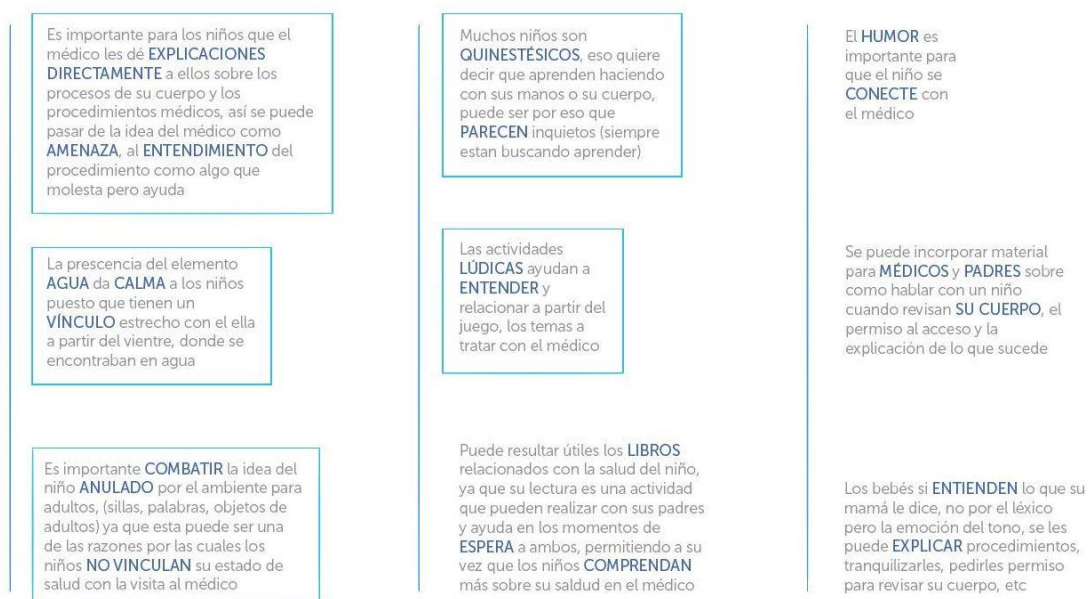 Es importante para los niños que el
médico les dé EXPLICACIONES
DIRECTAMENTE a ellos sobre los
procesos de su cuerpo y los
procedimientos médicos, así se puede
pasar de la idea del médico como
AMENAZA, al ENTENDIMIENTO del
procedimiento como algo que
molesta pero ayuda
La prescencia del elemento
AGUA da CALMA a los niños
puesto que tienen un
VÍNCULO estrecho con el ella
a partir del vientre, donde se
encontraban en agua
Es importante COMBATIR la idea del
niño ANULADO por el ambiente para
adultos, (sillas, palabras, objetos de
adultos) ya que esta puede ser una
de las razones por las cuales los
niños NO VINCULAN su estado de
salud con la visita al médico
Muchos niños son
QUINESTÉSICOS, eso quiere
decir que aprenden haciendo
con sus manos o su cuerpo,
puede ser por eso que
PARECEN inquietos (siempre
estan buscando aprender)
Las actividades
LÚDICAS ayudan a
ENTENDER y
relacionar a partir del
juego, los temas a
tratar con el médico
Puede resultar útiles los LIBROS
relacionados con la salud del niño,
ya que su lectura es una actividad
que pueden realizar con sus padres
y ayuda en los momentos de
ESPERA a ambos, permitiendo a su
vez que los niños COMPRENDAN
más sobre su saldud en el médico
El HUMOR es
importante para
que el niño se
CONECTE con
el médico
Se puede incorporar material
para MÉDICOS y PADRES sobre
como hablar con un niño
cuando revisan SU CUERPO, el
permiso al acceso y la
explicación de lo que sucede
Los bebés si ENTIENDEN lo que su
mamá le dice, no por el léxico
pero la emoción del tono, se les
puede EXPLICAR procedimientos,
tranquilizarles, pedirles permiso
para revisar su cuerpo, etc